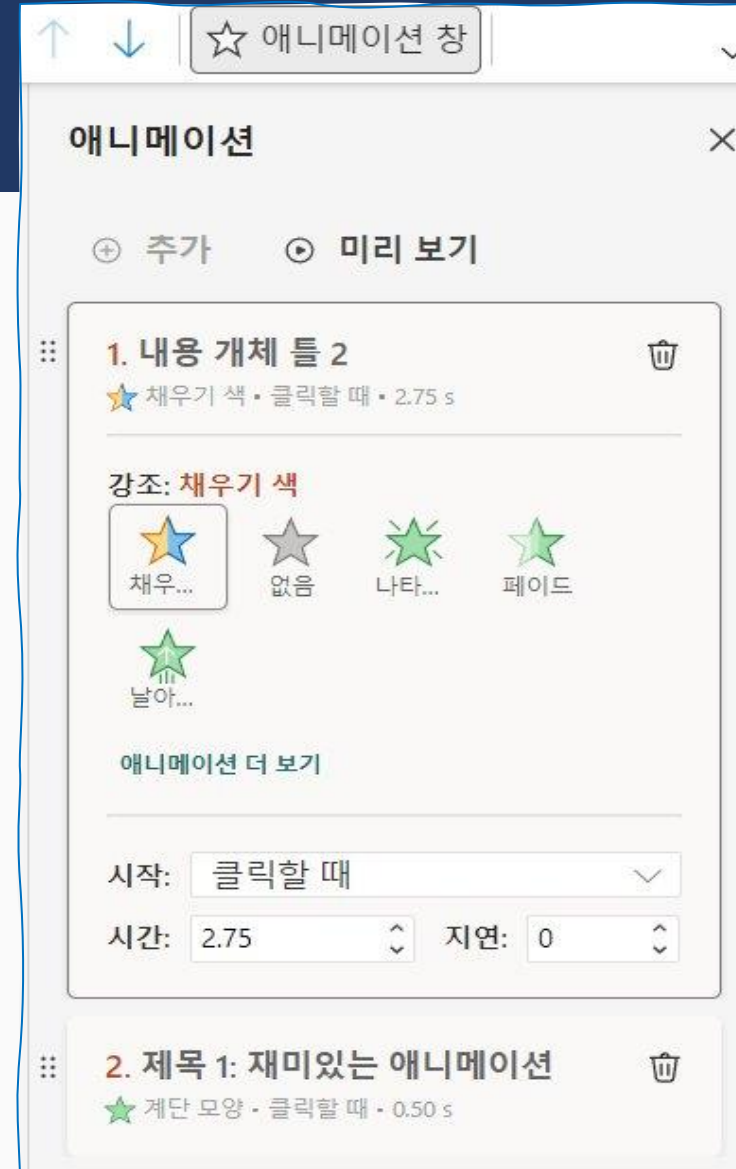 애니메이션 창
애니메이션
추가 미리 보기
1. 내용 개체 틀 2
채우기 색 • 클릭할 때 • 2.75 s
강조: 채우기 색
채우... 없음 나타... 페이드
날아...
애니메이션 더 보기
시작: 클릭할 때
시간: 2.75 지연: 0
2. 제목 1: 재미있는 애니메이션
계단 모양 • 클릭할 때 • 0.50 s